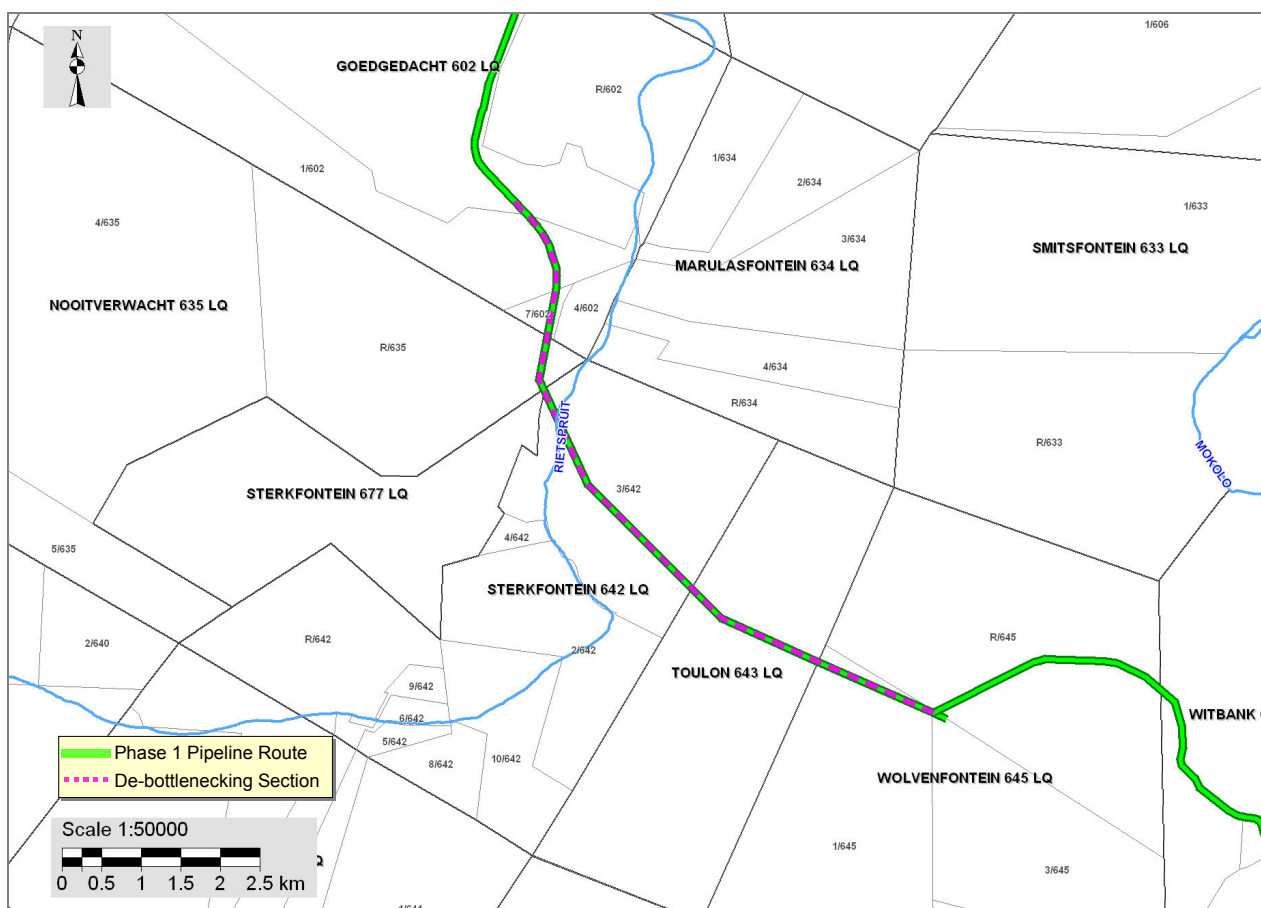 1/606
N
GOEDGEDACHT 602 LQ
R/602
1/634
1/602
2/634
1/633
4/635
3/634
SMITSFONTEIN 633 LQ
MARULASFONTEIN 634 LQ
NOOITVERWACHT 635 LQ
7/602
4/602
R/635
4/634
R/634
RIETSPRUIT
R/633
MOKOLO
STERKFONTEIN 677 LQ
3/642
4/642
5/635
STERKFONTEIN 642 LQ
2/640
R/642
2/642
R/645
TOULON 643 LQ
9/642
6/642
WITBANK
5/642
8/642
10/642
WOLVENFONTEIN 645 LQ
Phase 1 Pipeline Route
De-bottlenecking Section
Scale 1:50000
0 0.5 1 1.5 2 2.5 km
Q
1/645
3/645